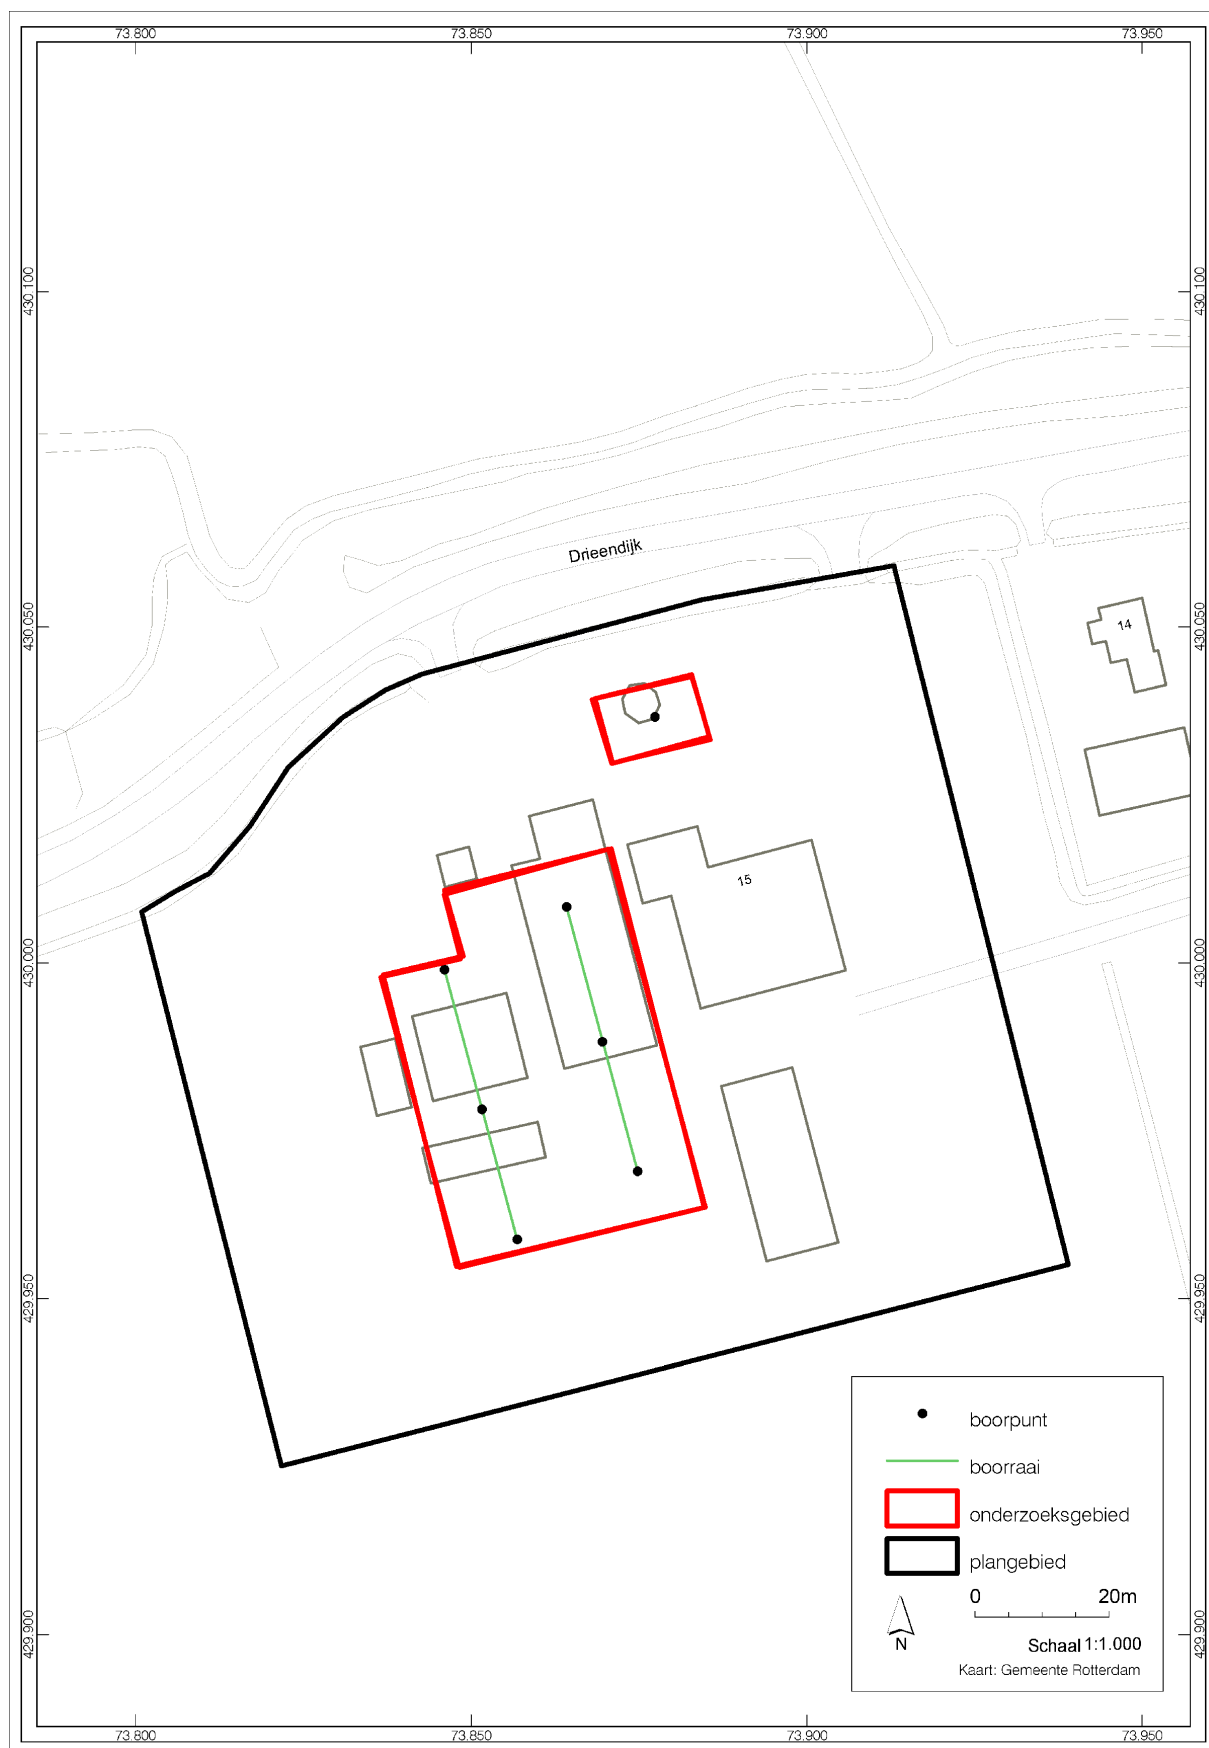 73.800
73.850
73.900
73.950
430.100
430.100
Drieendijk
430.050
14
430.050
15
430.000
430.000
429.950
429.950
boorpunt
boorraai
onderzoeksgebied
plangebied
0 20m
N
Schaal 1:1.000
Kaart: Gemeente Rotterdam
429.900
429.900
73.800
73.850
73.900
73.950